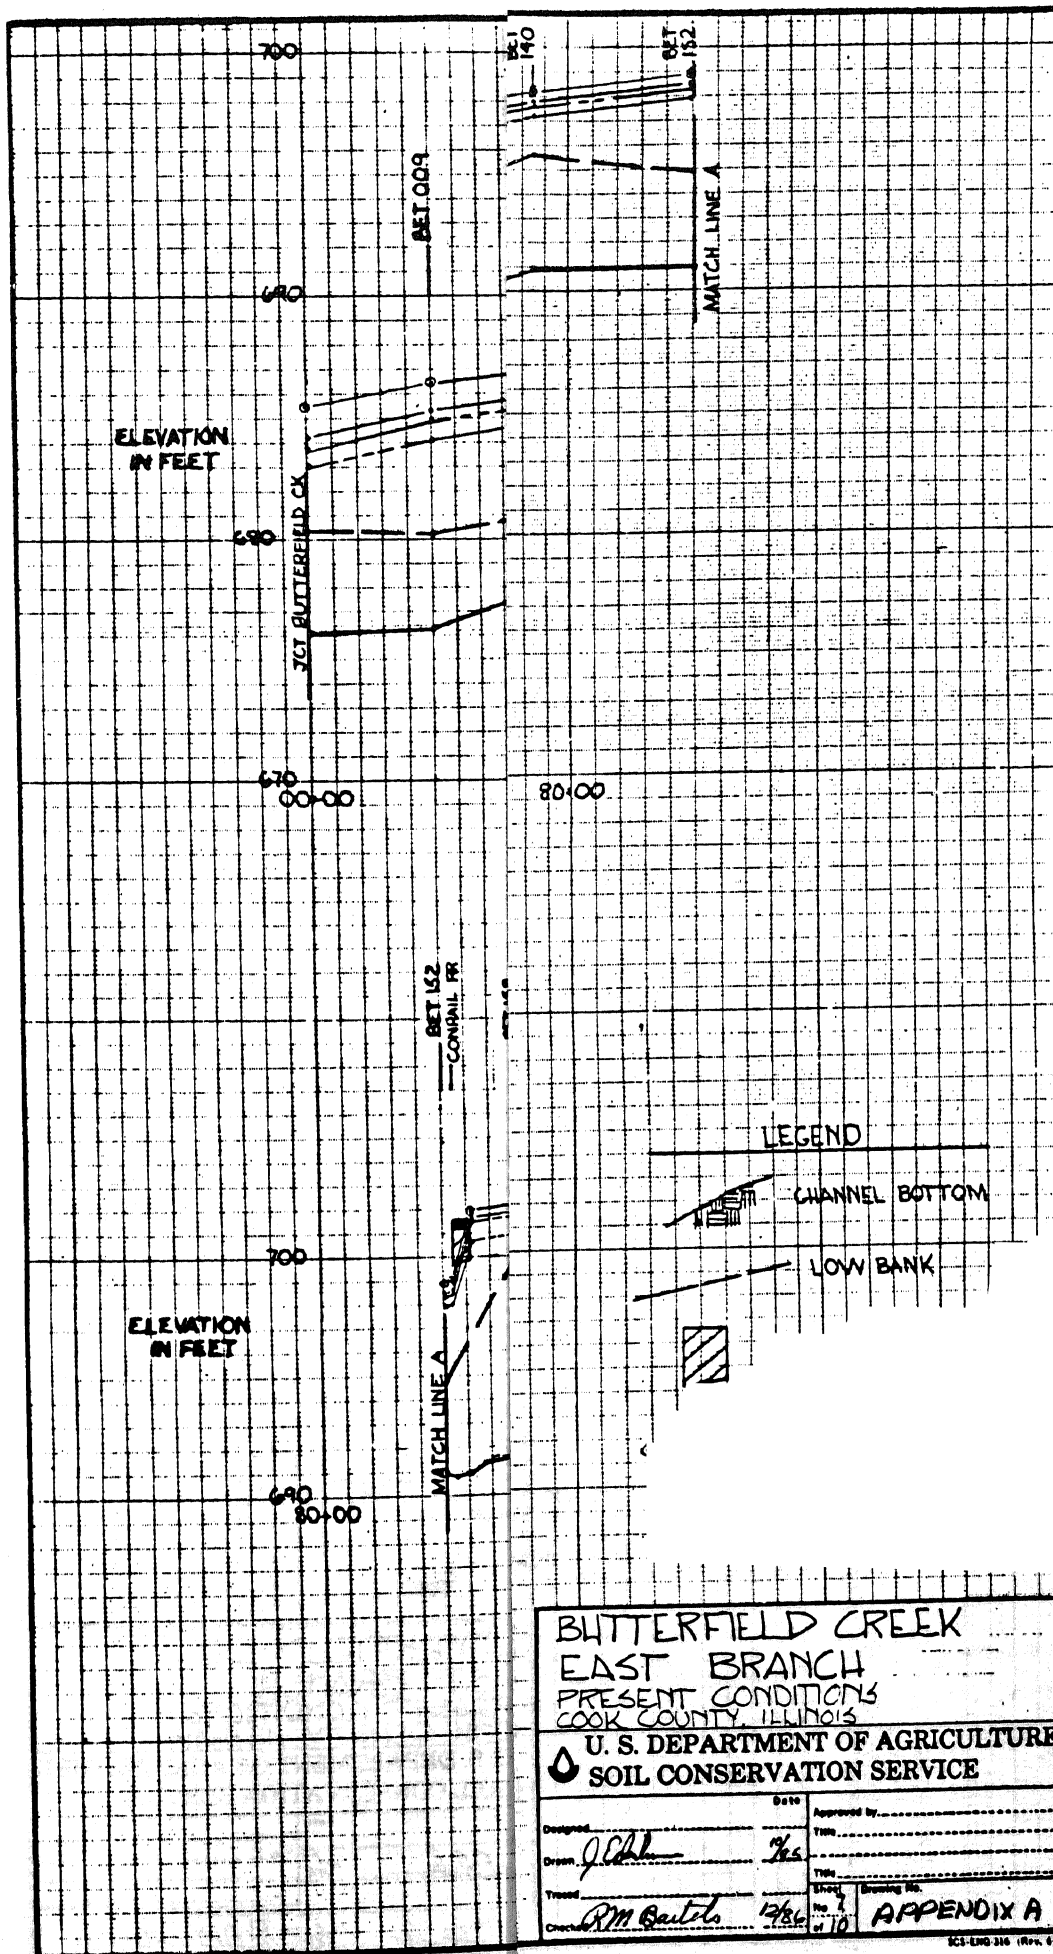 700
BET 009
BET
140
BET
152
MATCH LINE A
690
ELEVATION
IN FEET
JCT BUTTERFIELD CK
680
670
00+00
80+00
BET 152
CONRAIL RR
LEGEND
CHANNEL BOTTOM
LOW BANK
700
ELEVATION
IN FEET
MATCH LINE A
690
80+00
BUTTERFIELD CREEK
EAST BRANCH
PRESENT CONDITIONS
COOK COUNTY, ILLINOIS
U. S. DEPARTMENT OF AGRICULTURE
SOIL CONSERVATION SERVICE
Date
Designed
Drawn
Traced
Checked RM Bartels 12/86
Approved by
Title
Title
Sheet
No
of 10
Drawing No.
APPENDIX A